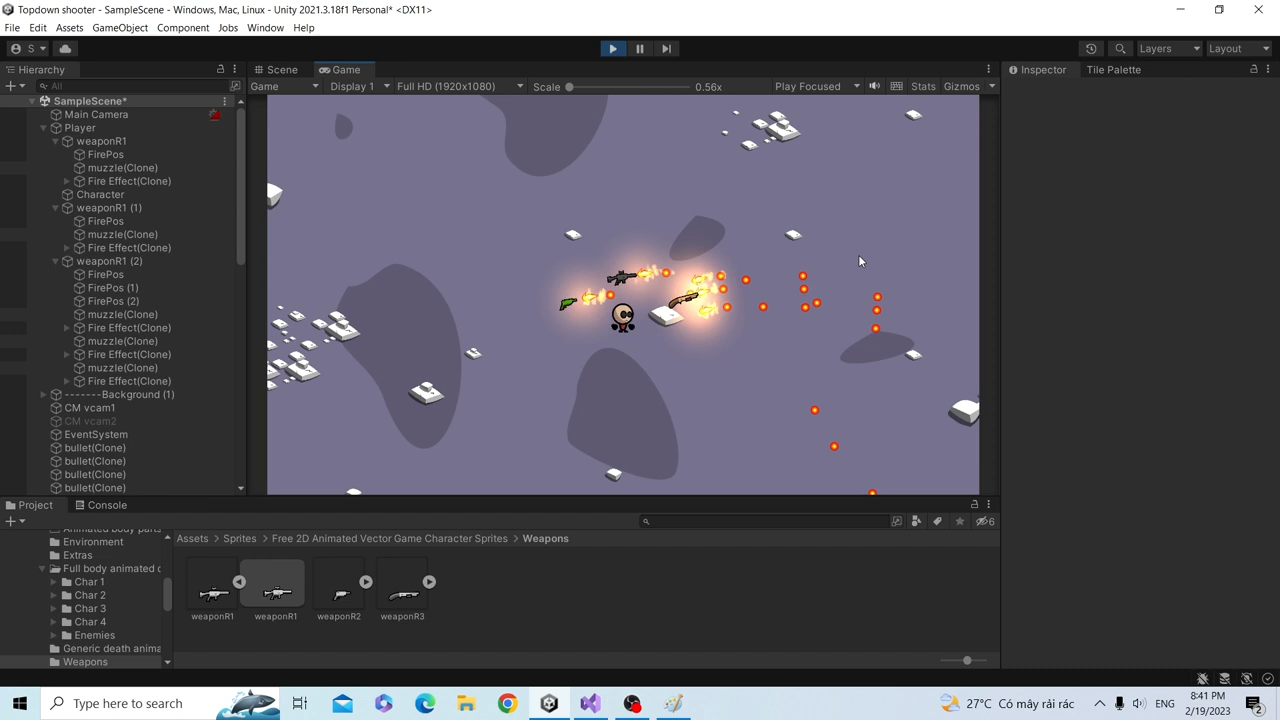 Topdown shooter - SampleScene - Windows, Mac, Linux - Unity 2021.3.18f1 Personal* <DX11>
File Edit Assets GameObject Component Jobs Window Help
S Layers Layout
Hierarchy Scene Game Inspector Tile Palette
All Game Display 1 Full HD (1920x1080) Scale 0.56x Play Focused Stats Gizmos
SampleScene*
Main Camera
Player
weaponR1
FirePos
muzzle(Clone)
Fire Effect(Clone)
Character
weaponR1 (1)
FirePos
muzzle(Clone)
Fire Effect(Clone)
weaponR1 (2)
FirePos
FirePos (1)
FirePos (2)
muzzle(Clone)
Fire Effect(Clone)
muzzle(Clone)
Fire Effect(Clone)
muzzle(Clone)
Fire Effect(Clone)
-------Background (1)
CM vcam1
CM vcam2
EventSystem
bullet(Clone)
bullet(Clone)
bullet(Clone)
bullet(Clone)
Project Console
6
Animated body parts
Environment
Extras
Full body animated c
Char 1
Char 2
Char 3
Char 4
Enemies
Generic death anima
Weapons
Assets > Sprites > Free 2D Animated Vector Game Character Sprites > Weapons
weaponR1 weaponR1 weaponR2 weaponR3
Type here to search
27°C Có mây rải rác ENG
8:41 PM
2/19/2023
2